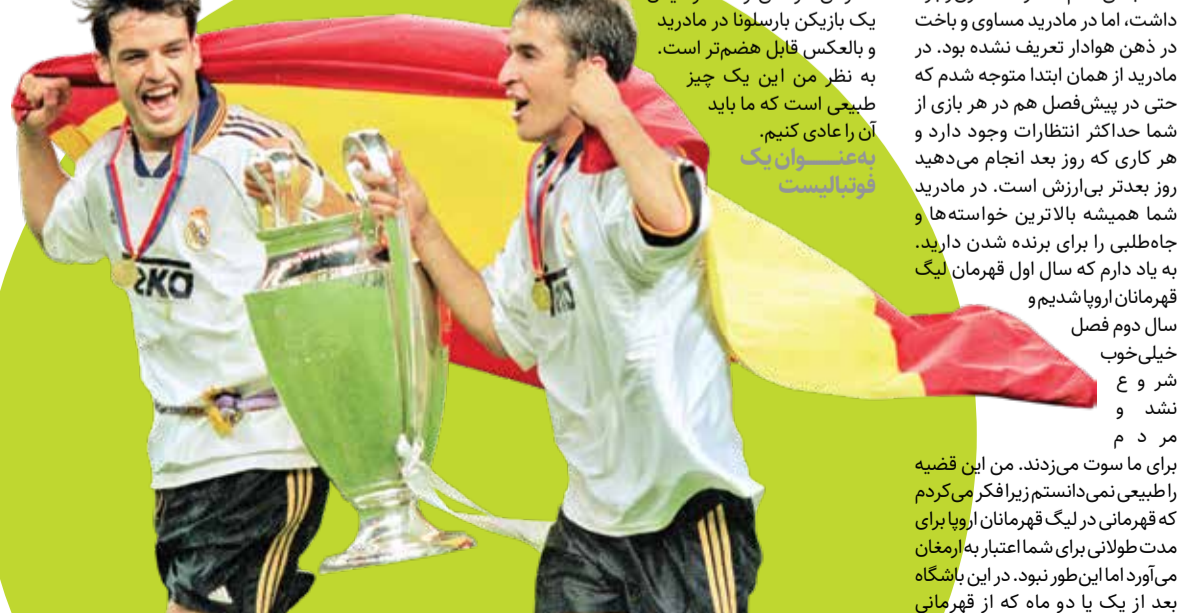 داشت، اما در مادرید مساوی و باخت
در ذهن هوادار تعریف نشده بود. در
مادرید از همان ابتدا متوجه شدم که
حتی در پیش‌فصل هم در هر بازی از
شما حداکثر انتظارات وجود دارد و
هر کاری که روز بعد انجام می‌دهید
روز بعدتر بی‌ارزش است. در مادرید
شما همیشه بالاترین خواسته‌ها و
جاه‌طلبی را برای برنده شدن دارید.
به یاد دارم که سال اول قهرمان لیگ
قهرمانان اروپا شدیم و
سال دوم فصل
خیلی‌خوب
شروع
نشد و
مردم
برای ما سوت می‌زدند. من این قضیه
را طبیعی نمی‌دانستم زیرا فکر می‌کردم
که قهرمانی در لیگ قهرمانان اروپا برای
مدت طولانی برای شما اعتبار به ارمغان
می‌آورد اما این‌طور نبود. در این باشگاه
بعد از یک یا دو ماه که از قهرمانی
یک بازیکن بارسلونا در مادرید
و بالعکس قابل هضم‌تر است.
به نظر من این یک چیز
طبیعی است که ما باید
آن را عادی کنیم.
به‌عنـــــوان یک
فوتبالیست